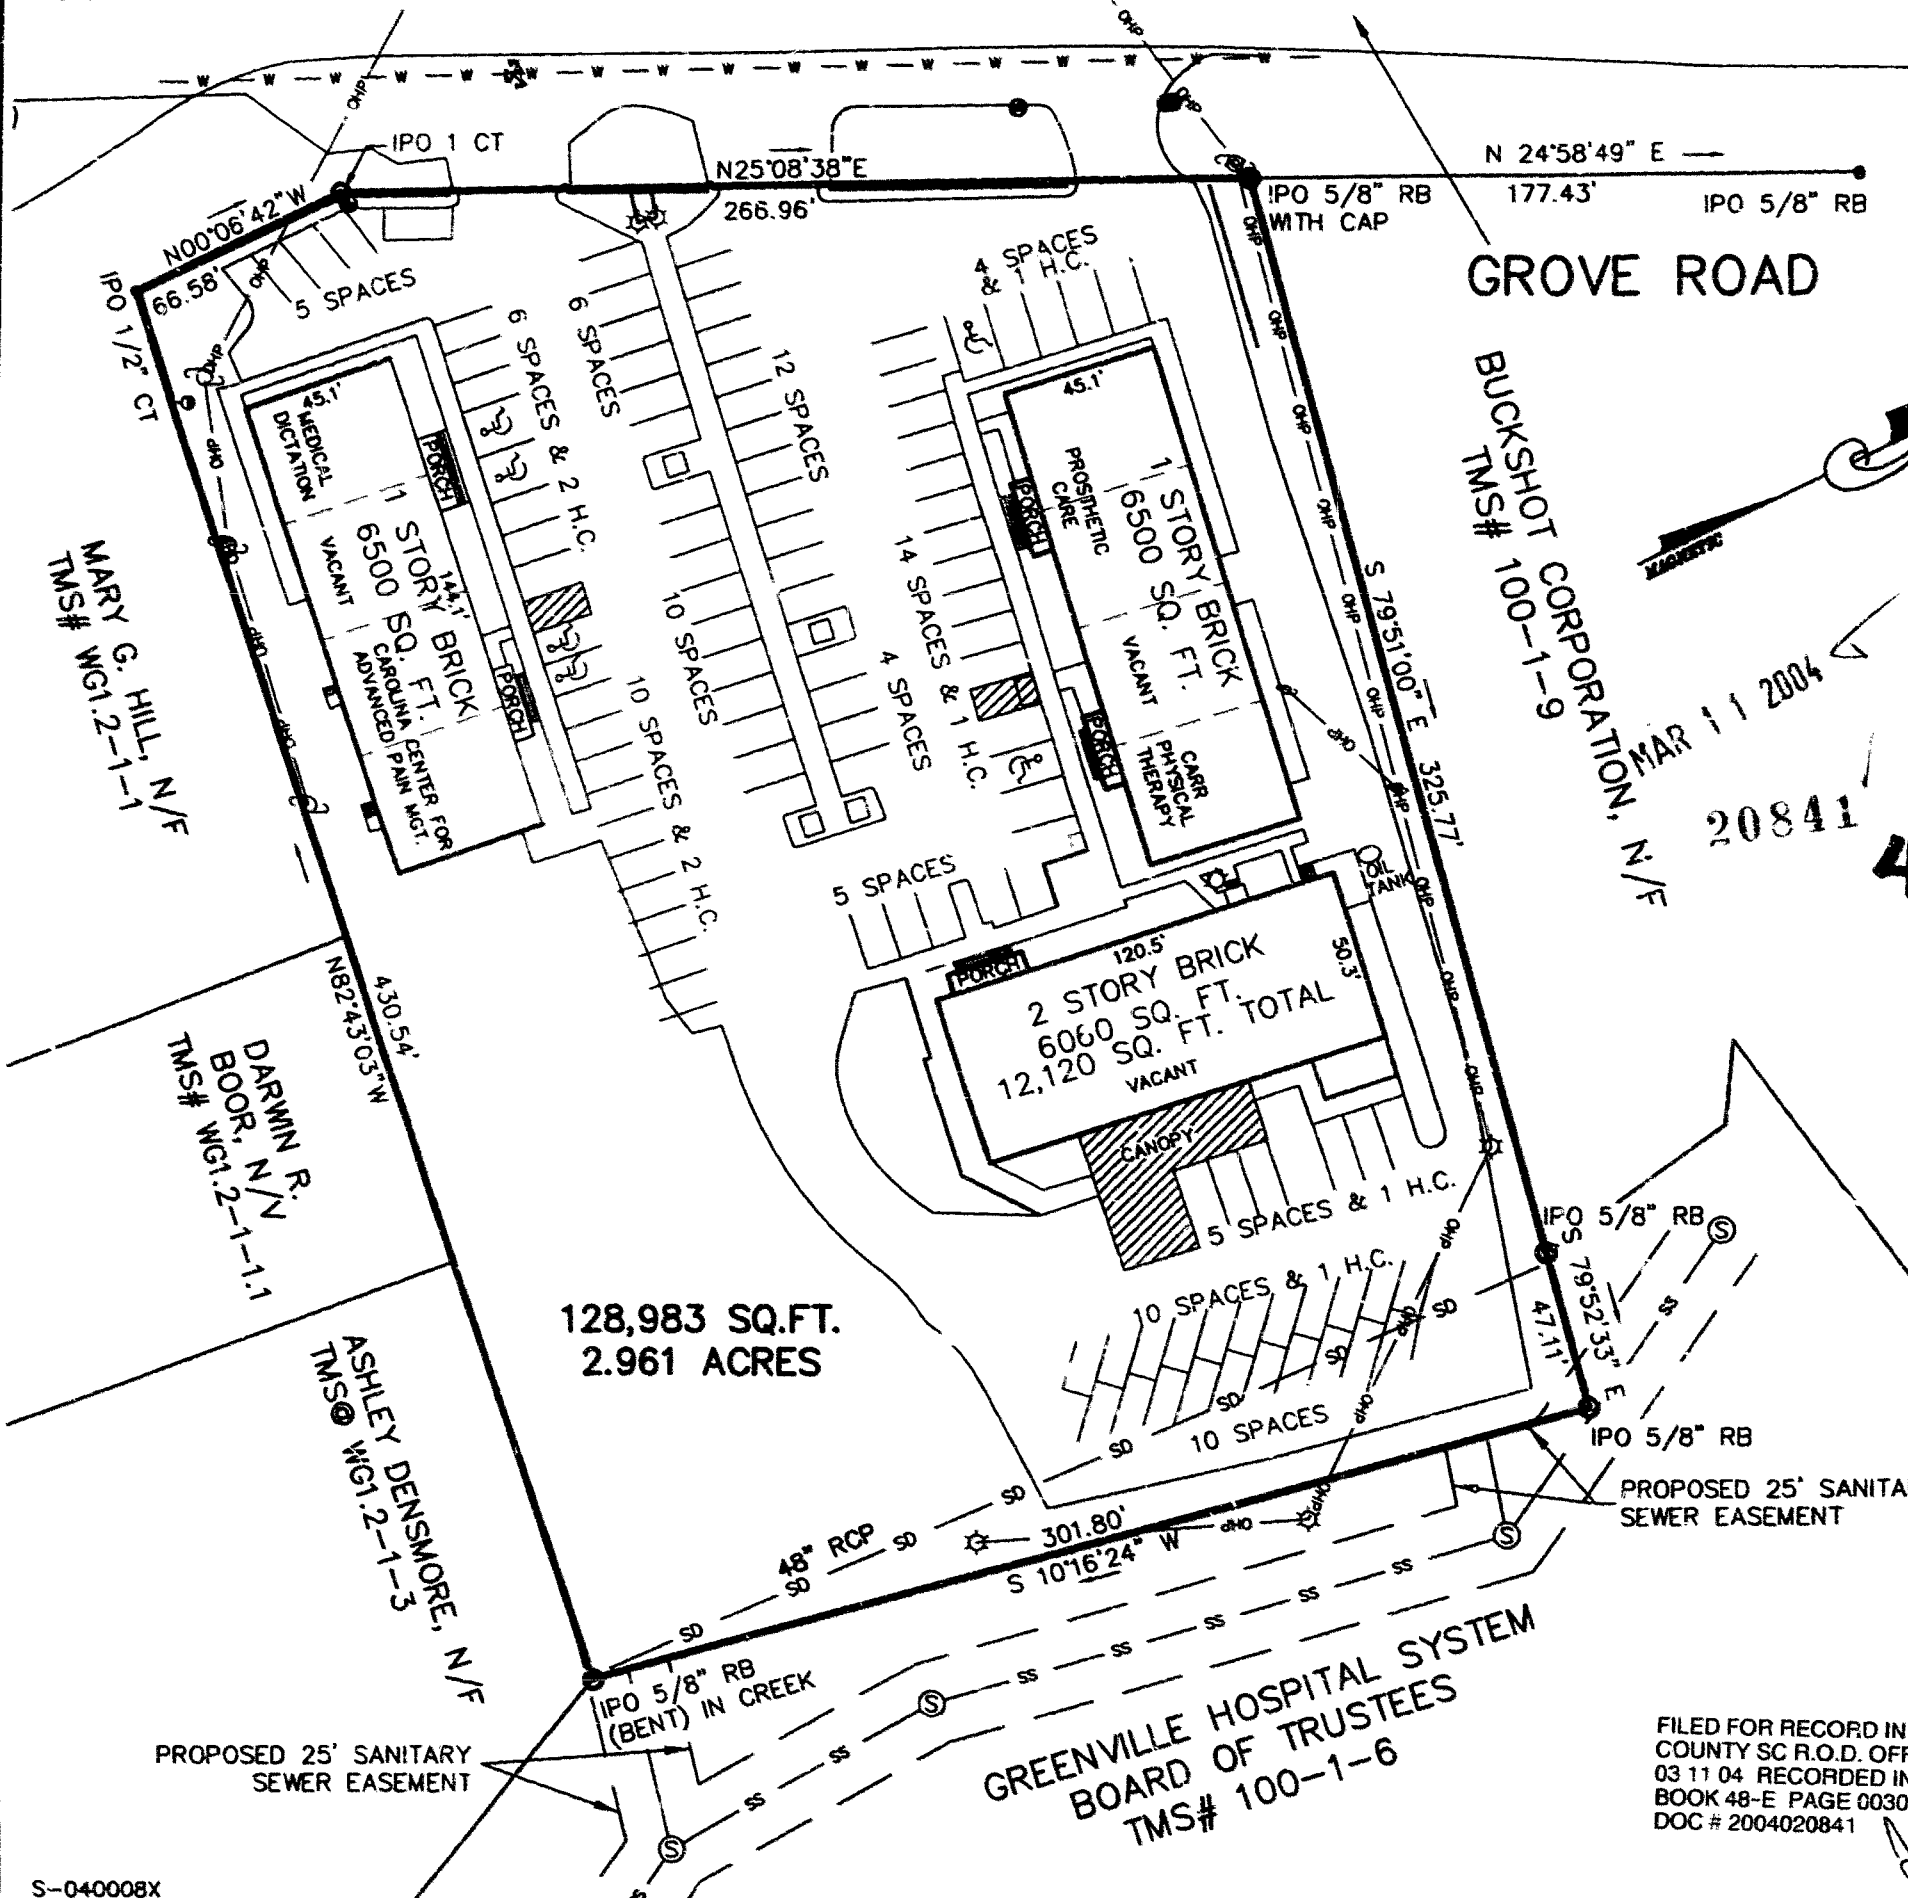 IPO 1 CT
N25°08'38"E
266.96'
N00°06'42"W
66.58'
IPO 1/2" CT
IPO 5/8" RB
WITH CAP
N 24°58'49" E
177.43'
IPO 5/8" RB
GROVE ROAD
5 SPACES
6 SPACES & 2 H.C.
6 SPACES
12 SPACES
4 SPACES
& 1 H.C.
45.1'
MEDICAL
DICTATION
PORCH
VACANT
1 STORY BRICK
6500 SQ. FT.
144.1'
CAROLINA CENTER FOR
ADVANCED PAIN MGT.
PORCH
10 SPACES & 2 H.C.
10 SPACES
4 SPACES
14 SPACES & 1 H.C.
45.1'
PROSTHETIC
CARE
PORCH
1 STORY BRICK
6500 SQ. FT.
VACANT
PORCH
CARR
PHYSICAL
THERAPY
BUCKSHOT CORPORATION, N/F
TMS# 100-1-9
MAGNETIC
S 79°51'00" E 325.77'
MAR 11 2004
20841
MARY G. HILL, N/F
TMS# WG1.2-1-1
5 SPACES
OIL
TANK
PORCH
120.5'
50.3'
2 STORY BRICK
6060 SQ. FT.
12,120 SQ. FT. TOTAL
VACANT
CANOPY
430.54'
N82°43'03"W
DARWIN R.
BOOR, N/V
TMS# WG1.2-1-1.1
5 SPACES & 1 H.C.
10 SPACES & 1 H.C.
10 SPACES
IPO 5/8" RB
S 79°52'33" E
47.11'
IPO 5/8" RB
128,983 SQ.FT.
2.961 ACRES
ASHLEY DENSMORE, N/F
TMS@ WG1.2-1-3
PROPOSED 25' SANITA
SEWER EASEMENT
48" RCP
301.80'
S 10°16'24" W
IPO 5/8" RB
(BENT) IN CREEK
PROPOSED 25' SANITARY
SEWER EASEMENT
GREENVILLE HOSPITAL SYSTEM
BOARD OF TRUSTEES
TMS# 100-1-6
FILED FOR RECORD IN
COUNTY SC R.O.D. OFF
03 11 04 RECORDED IN
BOOK 48-E PAGE 0030
DOC # 2004020841
S-040008X